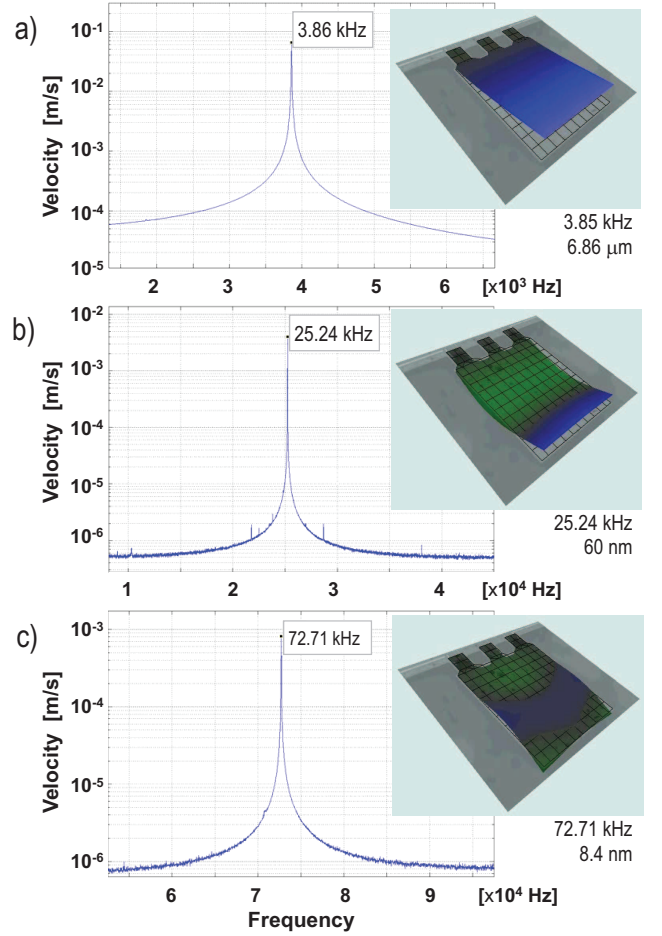 a)
Velocity [m/s]
10⁻¹
10⁻²
10⁻³
10⁻⁴
10⁻⁵
3.86 kHz
2 3 4 5 6 [x10³ Hz]
3.85 kHz
6.86 μm
b)
Velocity [m/s]
10⁻²
10⁻³
10⁻⁴
10⁻⁵
10⁻⁶
25.24 kHz
1 2 3 4 [x10⁴ Hz]
25.24 kHz
60 nm
c)
Velocity [m/s]
10⁻³
10⁻⁴
10⁻⁵
10⁻⁶
72.71 kHz
6 7 8 9 [x10⁴ Hz]
Frequency
72.71 kHz
8.4 nm